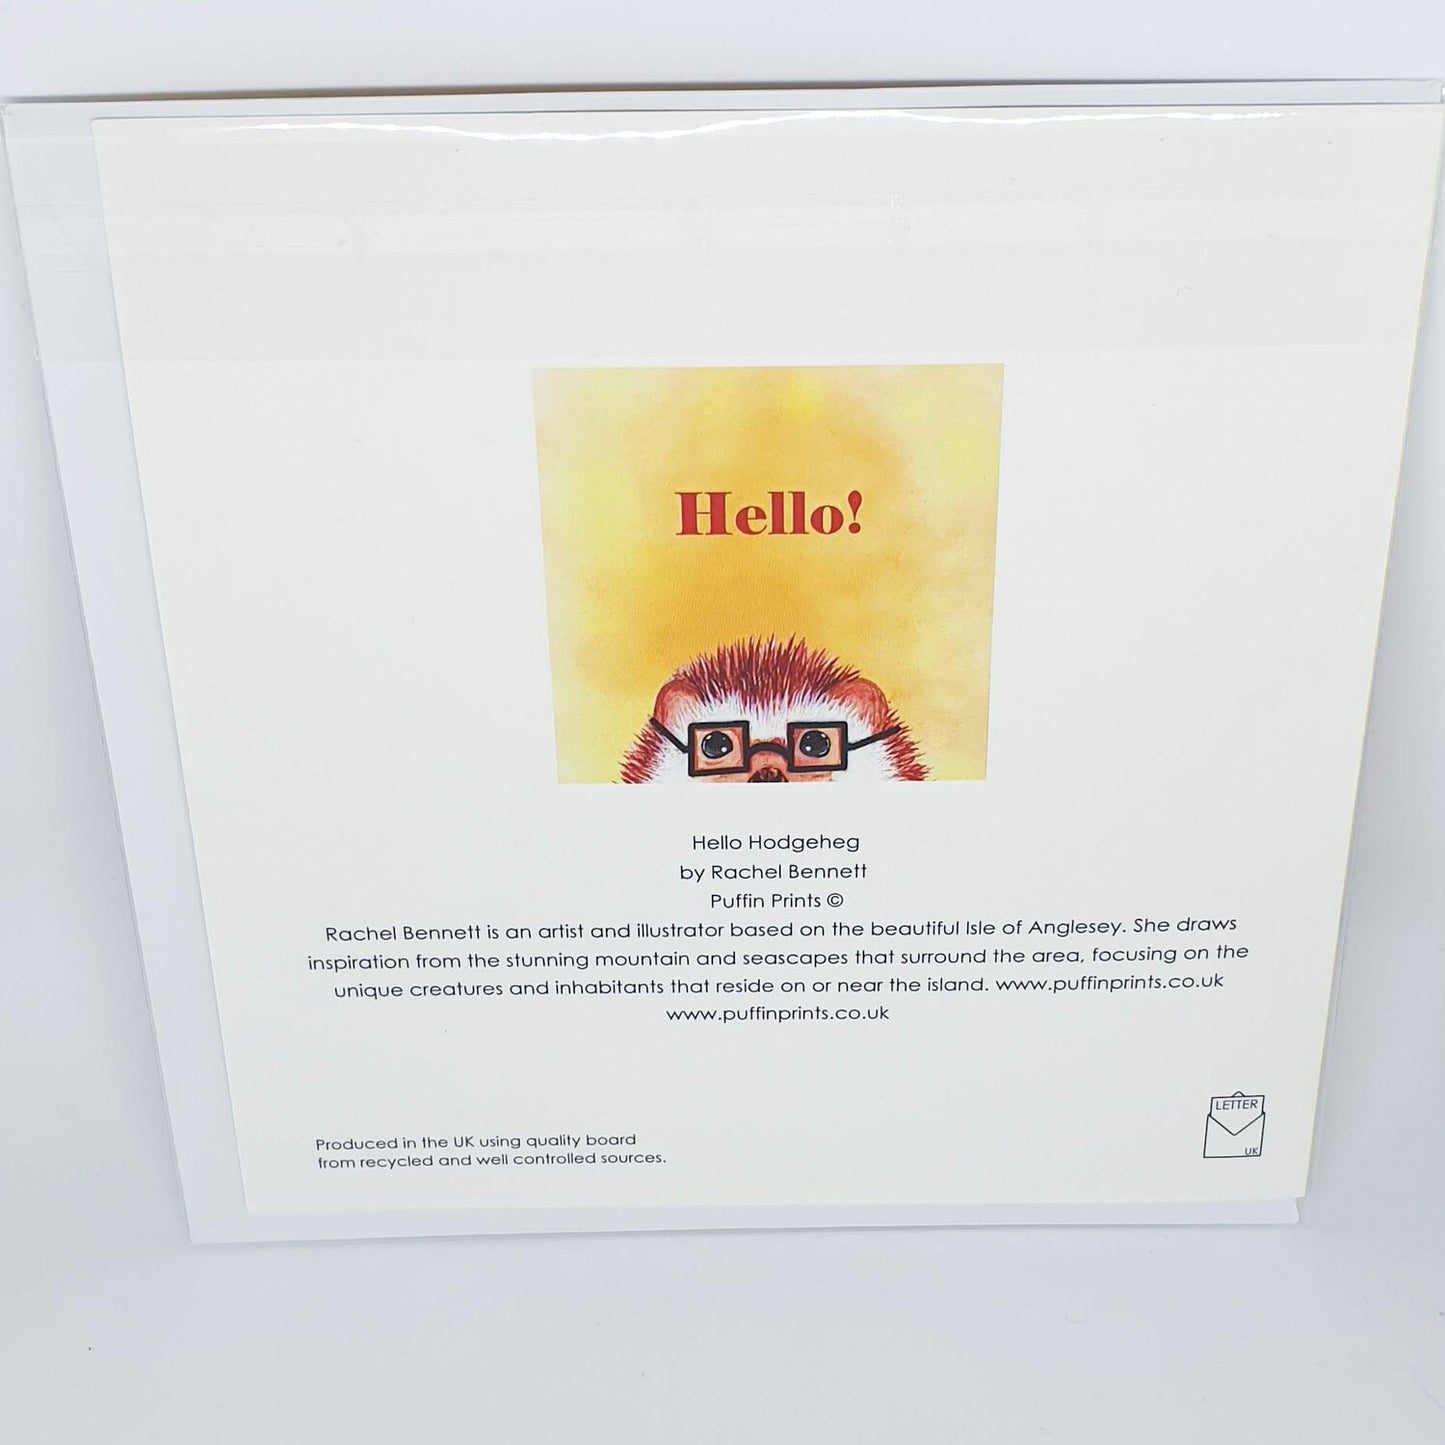 Hello!
Hello Hodgeheg
by Rachel Bennett
Puffin Prints ©
Rachel Bennett is an artist and illustrator based on the beautiful Isle of Anglesey. She draws
inspiration from the stunning mountain and seascapes that surround the area, focusing on the
unique creatures and inhabitants that reside on or near the island. www.puffinprints.co.uk
www.puffinprints.co.uk
Produced in the UK using quality board
from recycled and well controlled sources.
LETTER
UK